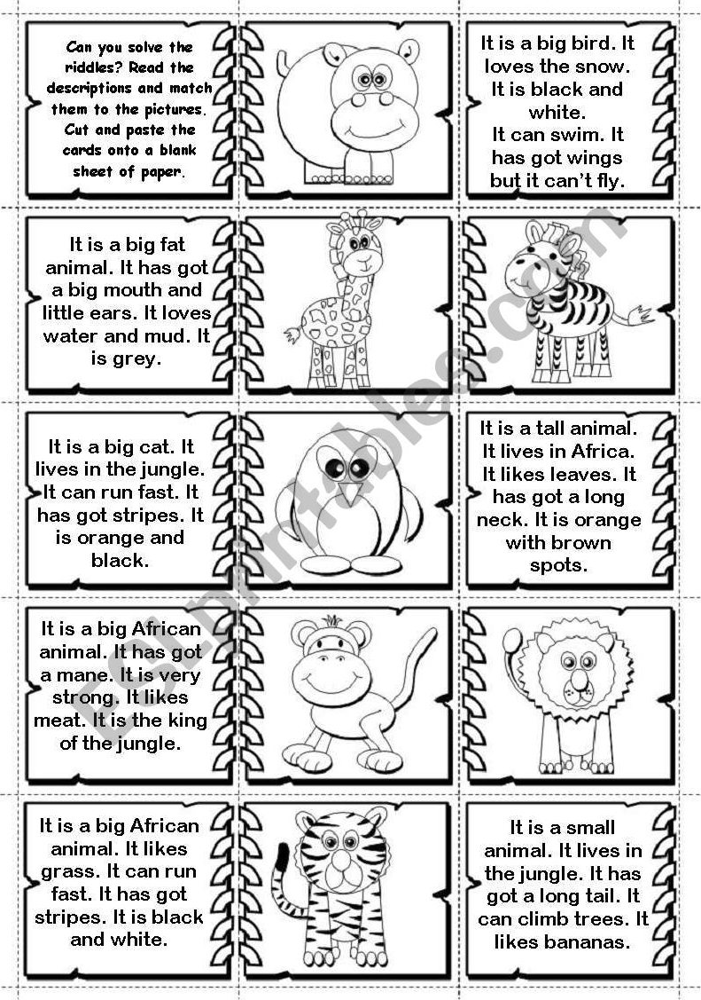 Can you solve the
riddles? Read the
descriptions and match
them to the pictures.
Cut and paste the
cards onto a blank
sheet of paper.
It is a big bird. It
loves the snow.
It is black and
white.
It can swim. It
has got wings
but it can't fly.
It is a big fat
animal. It has got
a big mouth and
little ears. It loves
water and mud. It
is grey.
It is a big cat. It
lives in the jungle.
It can run fast. It
has got stripes. It
is orange and
black.
It is a tall animal.
It lives in Africa.
It likes leaves. It
has got a long
neck. It is orange
with brown
spots.
It is a big African
animal. It has got
a mane. It is very
strong. It likes
meat. It is the king
of the jungle.
It is a big African
animal. It likes
grass. It can run
fast. It has got
stripes. It is black
and white.
It is a small
animal. It lives in
the jungle. It has
got a long tail. It
can climb trees. It
likes bananas.
ESLprintables.com